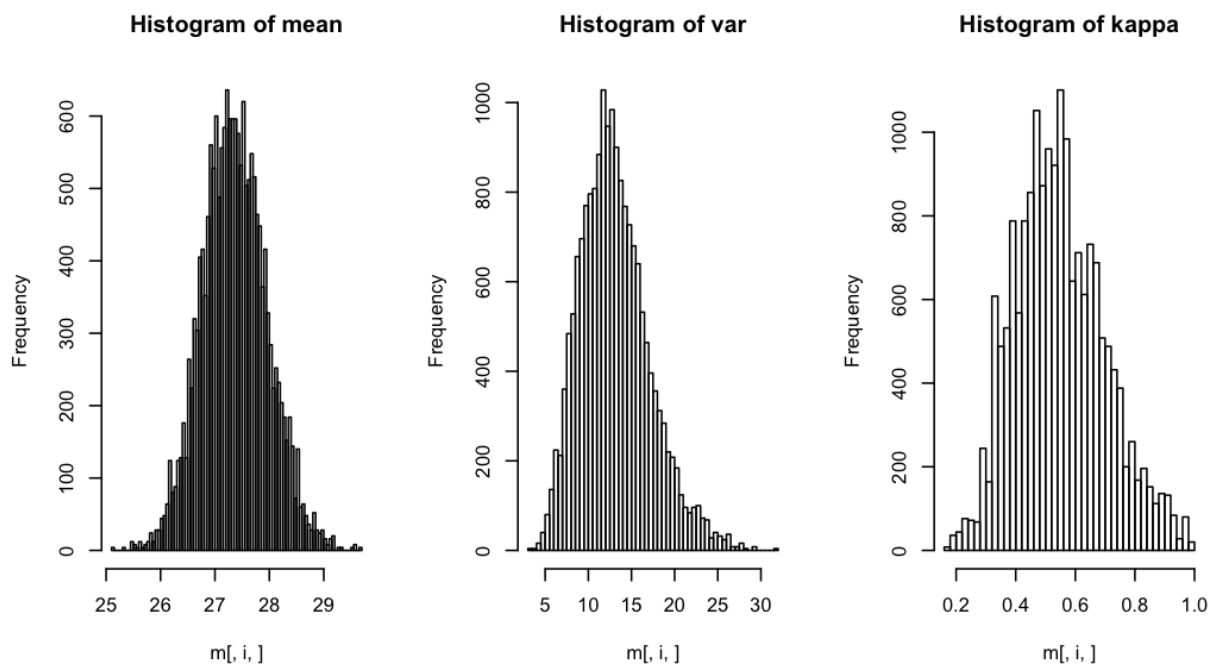 Histogram of mean
Frequency
0 100 200 300 400 500 600
25 26 27 28 29
m[, i, ]
Histogram of var
Frequency
0 200 400 600 800 1000
5 10 15 20 25 30
m[, i, ]
Histogram of kappa
Frequency
0 200 400 600 800 1000
0.2 0.4 0.6 0.8 1.0
m[, i, ]